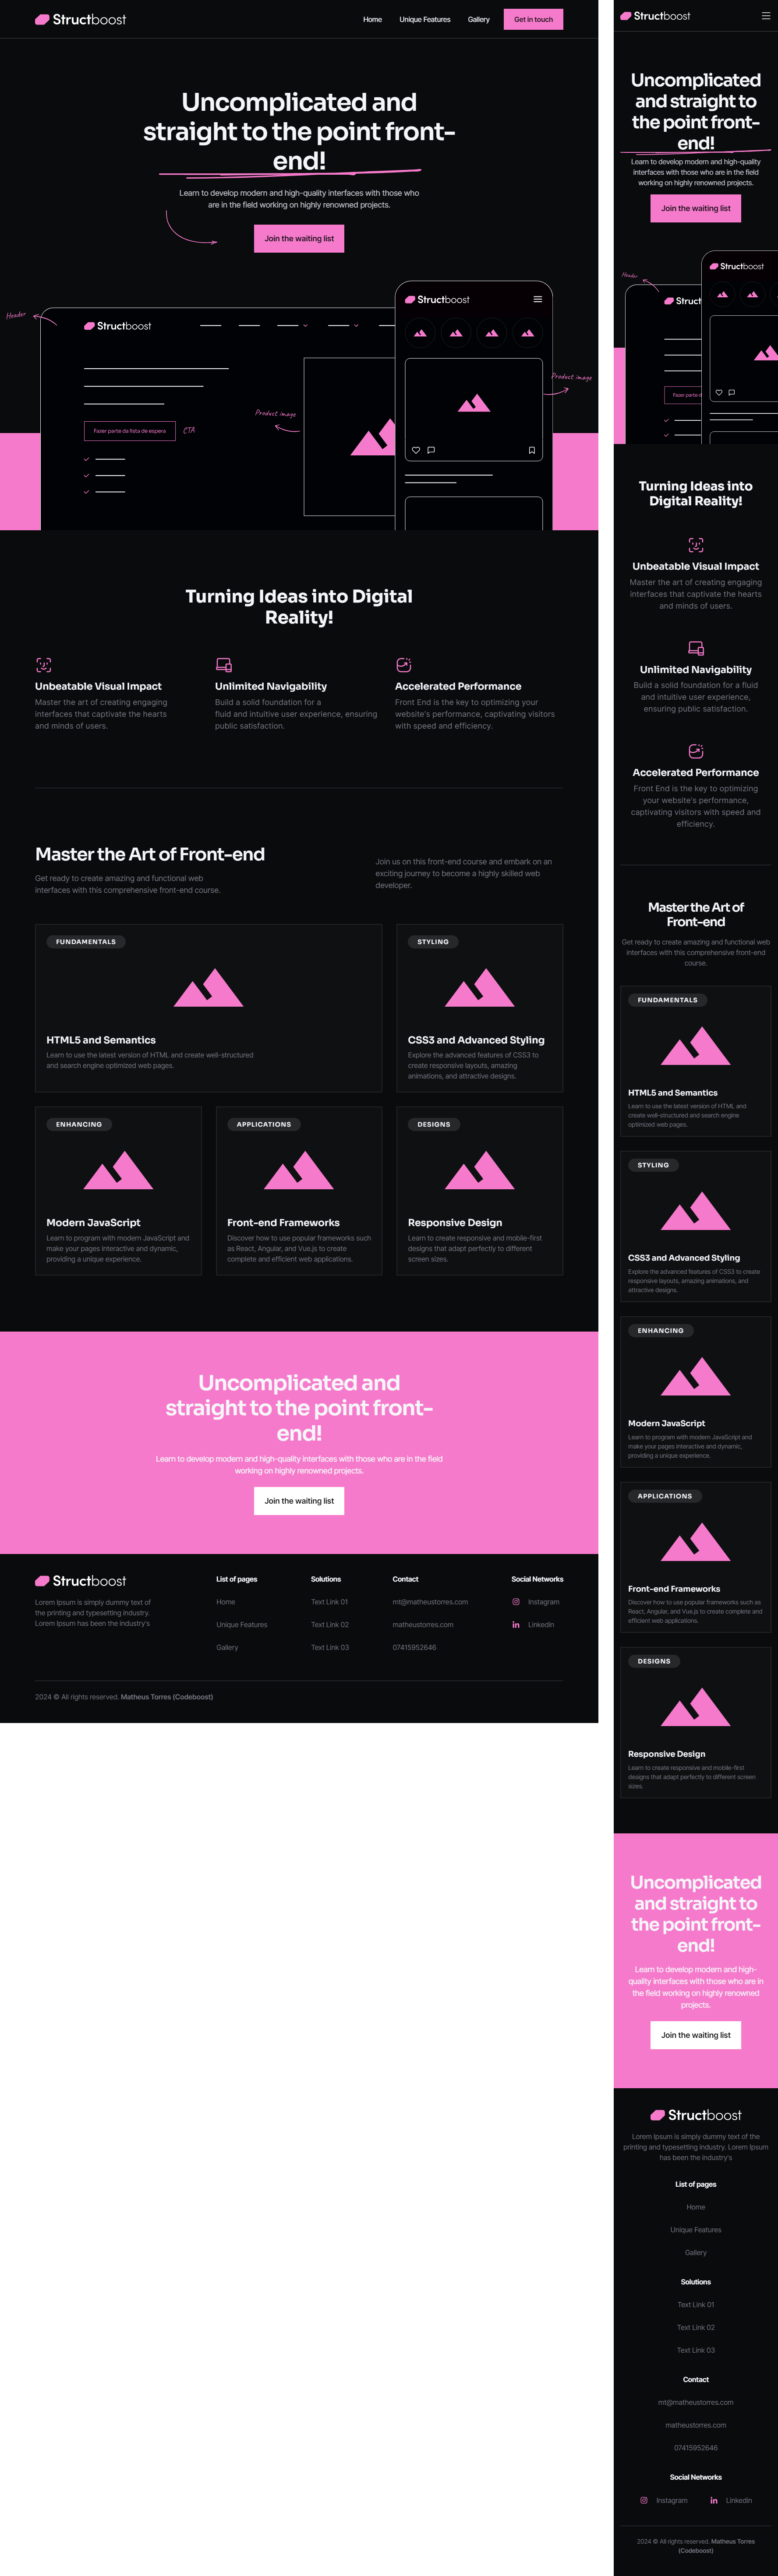 Structboost
Home
Unique Features
Gallery
Get in touch
Uncomplicated and
straight to the point front-
end!
Learn to develop modern and high-quality interfaces with those who
are in the field working on highly renowned projects.
Join the waiting list
Header
Structboost
Fazer parte da lista de espera
CTA
Product image
Structboost
Product image
Turning Ideas into Digital
Reality!
Unbeatable Visual Impact
Master the art of creating engaging
interfaces that captivate the hearts
and minds of users.
Unlimited Navigability
Build a solid foundation for a
fluid and intuitive user experience, ensuring
public satisfaction.
Accelerated Performance
Front End is the key to optimizing your
website's performance, captivating visitors
with speed and efficiency.
Master the Art of Front-end
Get ready to create amazing and functional web
interfaces with this comprehensive front-end course.
Join us on this front-end course and embark on an
exciting journey to become a highly skilled web
developer.
FUNDAMENTALS
HTML5 and Semantics
Learn to use the latest version of HTML and create well-structured
and search engine optimized web pages.
STYLING
CSS3 and Advanced Styling
Explore the advanced features of CSS3 to
create responsive layouts, amazing
animations, and attractive designs.
ENHANCING
Modern JavaScript
Learn to program with modern JavaScript and
make your pages interactive and dynamic,
providing a unique experience.
APPLICATIONS
Front-end Frameworks
Discover how to use popular frameworks such
as React, Angular, and Vue.js to create
complete and efficient web applications.
DESIGNS
Responsive Design
Learn to create responsive and mobile-first
designs that adapt perfectly to different
screen sizes.
Uncomplicated and
straight to the point front-
end!
Learn to develop modern and high-quality interfaces with those who are in the field
working on highly renowned projects.
Join the waiting list
Structboost
Lorem Ipsum is simply dummy text of
the printing and typesetting industry.
Lorem Ipsum has been the industry's
List of pages
Home
Unique Features
Gallery
Solutions
Text Link 01
Text Link 02
Text Link 03
Contact
mt@matheustorres.com
matheustorres.com
07415952646
Social Networks
Instagram
Linkedin
2024 © All rights reserved. Matheus Torres (Codeboost)
Structboost
Uncomplicated
and straight to
the point front-
end!
Learn to develop modern and high-quality
interfaces with those who are in the field
working on highly renowned projects.
Join the waiting list
Header
Struc
Fazer parte d
Structboost
Turning Ideas into
Digital Reality!
Unbeatable Visual Impact
Master the art of creating engaging
interfaces that captivate the hearts
and minds of users.
Unlimited Navigability
Build a solid foundation for a fluid
and intuitive user experience,
ensuring public satisfaction.
Accelerated Performance
Front End is the key to optimizing
your website's performance,
captivating visitors with speed and
efficiency.
Master the Art of
Front-end
Get ready to create amazing and functional web
interfaces with this comprehensive front-end
course.
FUNDAMENTALS
HTML5 and Semantics
Learn to use the latest version of HTML and
create well-structured and search engine
optimized web pages.
STYLING
CSS3 and Advanced Styling
Explore the advanced features of CSS3 to create
responsive layouts, amazing animations, and
attractive designs.
ENHANCING
Modern JavaScript
Learn to program with modern JavaScript and
make your pages interactive and dynamic,
providing a unique experience.
APPLICATIONS
Front-end Frameworks
Discover how to use popular frameworks such as
React, Angular, and Vue.js to create complete and
efficient web applications.
DESIGNS
Responsive Design
Learn to create responsive and mobile-first
designs that adapt perfectly to different screen
sizes.
Uncomplicated
and straight to
the point front-
end!
Learn to develop modern and high-
quality interfaces with those who are in
the field working on highly renowned
projects.
Join the waiting list
Structboost
Lorem Ipsum is simply dummy text of the
printing and typesetting industry. Lorem Ipsum
has been the industry's
List of pages
Home
Unique Features
Gallery
Solutions
Text Link 01
Text Link 02
Text Link 03
Contact
mt@matheustorres.com
matheustorres.com
07415952646
Social Networks
Instagram
Linkedin
2024 © All rights reserved. Matheus Torres
(Codeboost)